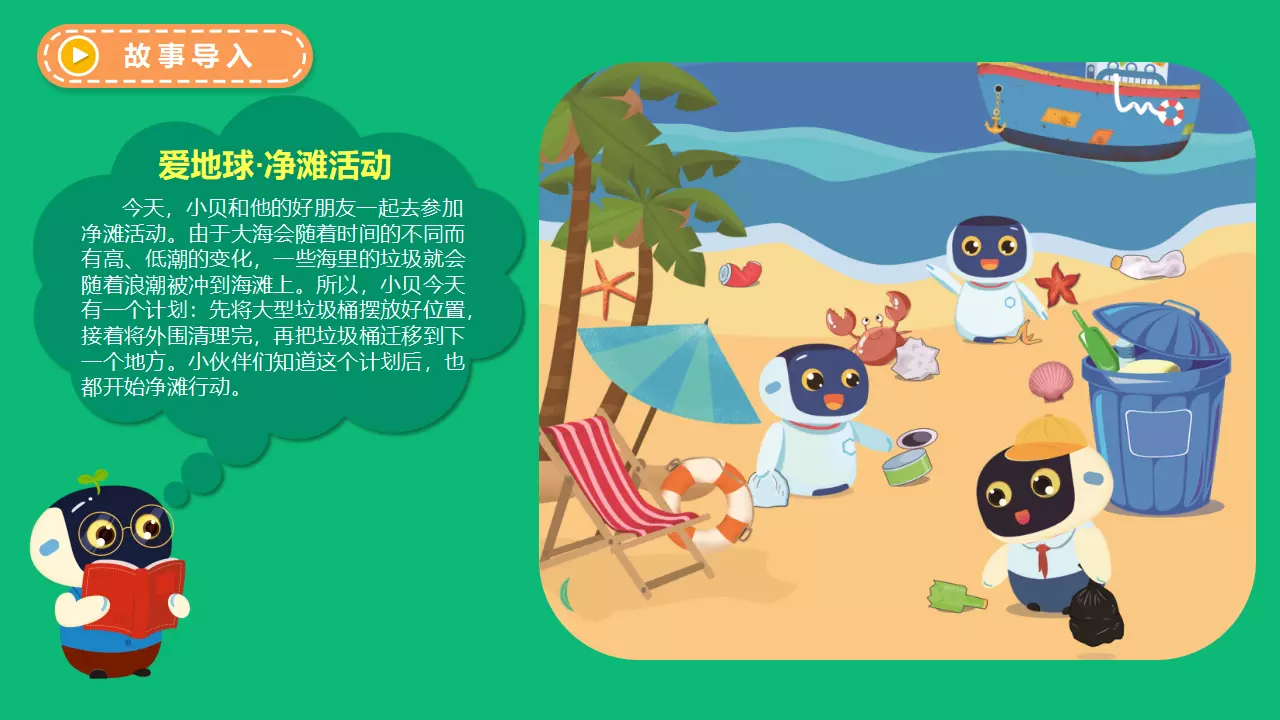 故事导入
爱地球·净滩活动
今天，小贝和他的好朋友一起去参加
净滩活动。由于大海会随着时间的不同而
有高、低潮的变化，一些海里的垃圾就会
随着浪潮被冲到海滩上。所以，小贝今天
有一个计划：先将大型垃圾桶摆放好位置，
接着将外围清理完，再把垃圾桶迁移到下
一个地方。小伙伴们知道这个计划后，也
都开始净滩行动。